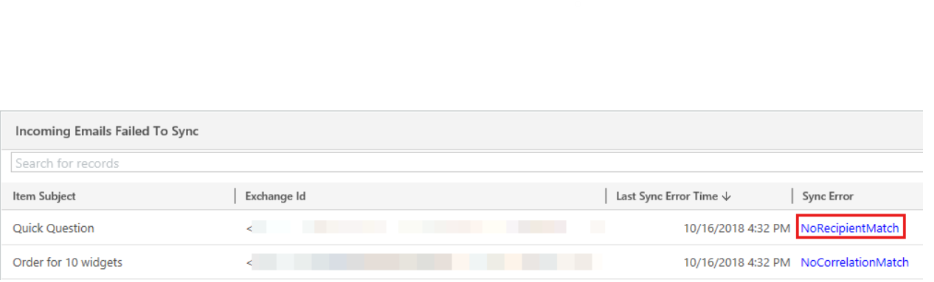 Incoming Emails Failed To Sync
Search for records
Item Subject Exchange Id Last Sync Error Time ↓ Sync Error
Quick Question < 10/16/2018 4:32 PM NoRecipientMatch
Order for 10 widgets < 10/16/2018 4:32 PM NoCorrelationMatch